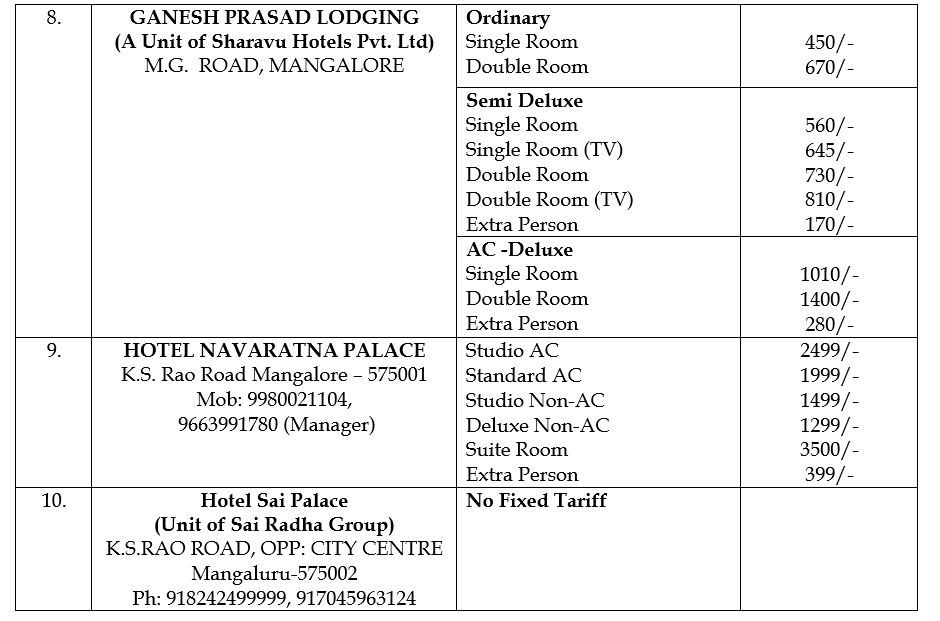 8.
GANESH PRASAD LODGING
(A Unit of Sharavu Hotels Pvt. Ltd)
M.G. ROAD, MANGALORE
Ordinary
Single Room 450/-
Double Room 670/-
Semi Deluxe
Single Room 560/-
Single Room (TV) 645/-
Double Room 730/-
Double Room (TV) 810/-
Extra Person 170/-
AC -Deluxe
Single Room 1010/-
Double Room 1400/-
Extra Person 280/-
9.
HOTEL NAVARATNA PALACE
K.S. Rao Road Mangalore – 575001
Mob: 9980021104,
9663991780 (Manager)
Studio AC 2499/-
Standard AC 1999/-
Studio Non-AC 1499/-
Deluxe Non-AC 1299/-
Suite Room 3500/-
Extra Person 399/-
10.
Hotel Sai Palace
(Unit of Sai Radha Group)
K.S.RAO ROAD, OPP: CITY CENTRE
Mangaluru-575002
Ph: 918242499999, 917045963124
No Fixed Tariff